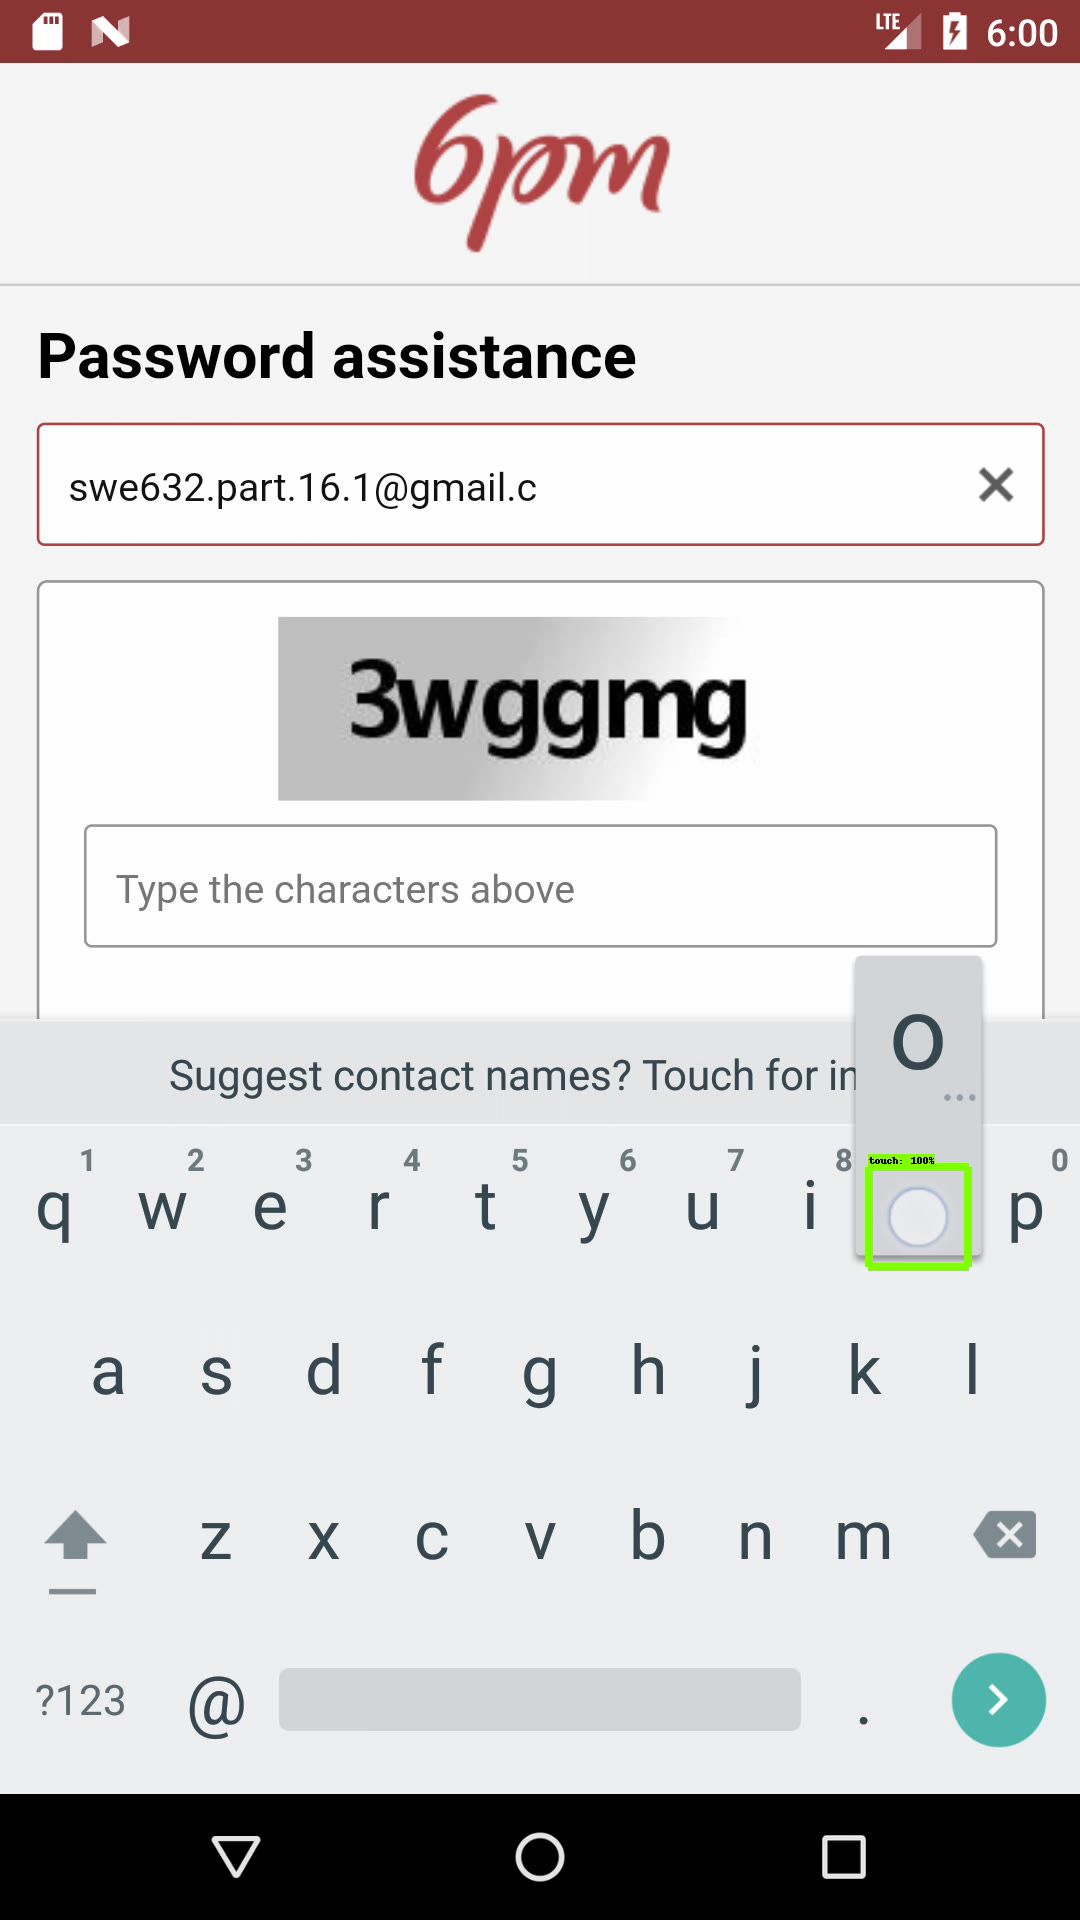 LTE 6:00
6pm
Password assistance
swe632.part.16.1@gmail.c
3wggmg
Type the characters above
o
...
Suggest contact names? Touch for in
touch: 100%
1 2 3 4 5 6 7 8 0
q w e r t y u i p
a s d f g h j k l
z x c v b n m
?123 @ .